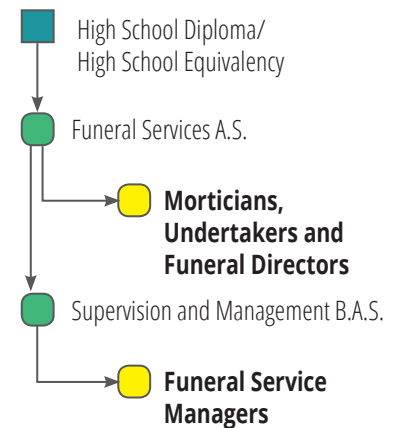 High School Diploma/
High School Equivalency
Funeral Services A.S.
Morticians,
Undertakers and
Funeral Directors
Supervision and Management B.A.S.
Funeral Service
Managers